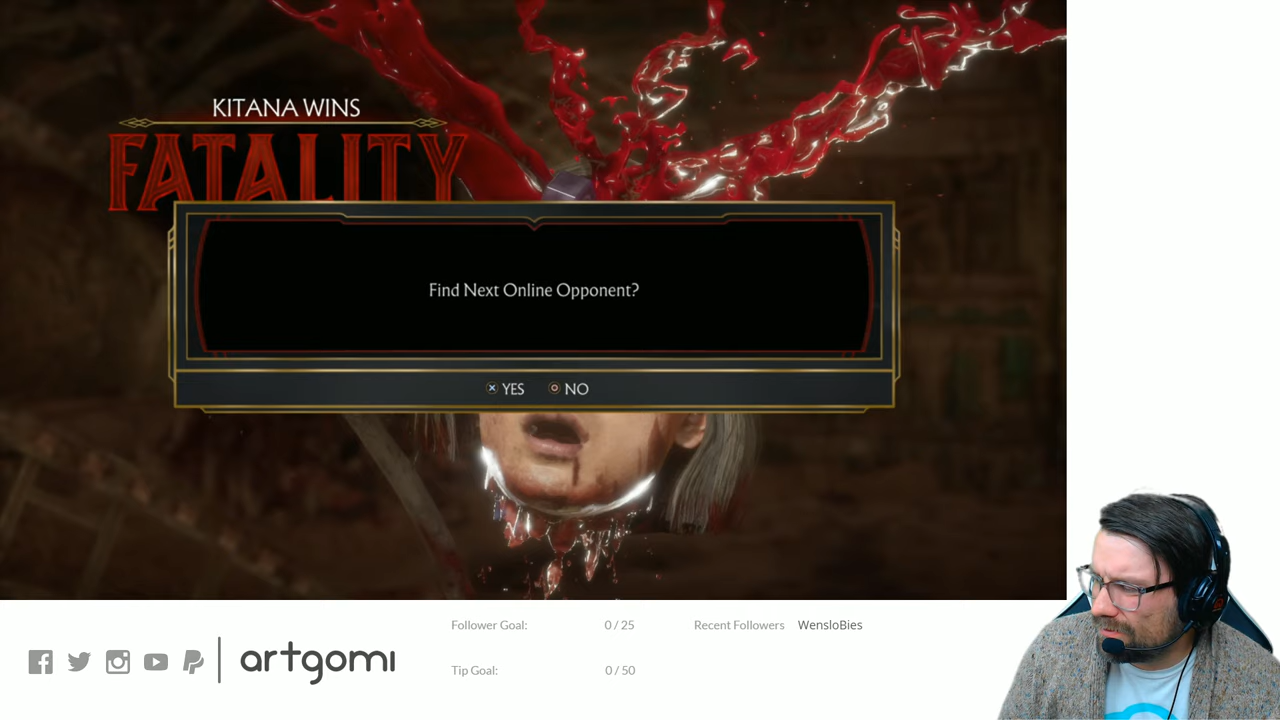 KITANA WINS
FATALITY
Find Next Online Opponent?
YES NO
artgomi
Follower Goal: 0 / 25
Recent Followers WensloBies
Tip Goal: 0 / 50